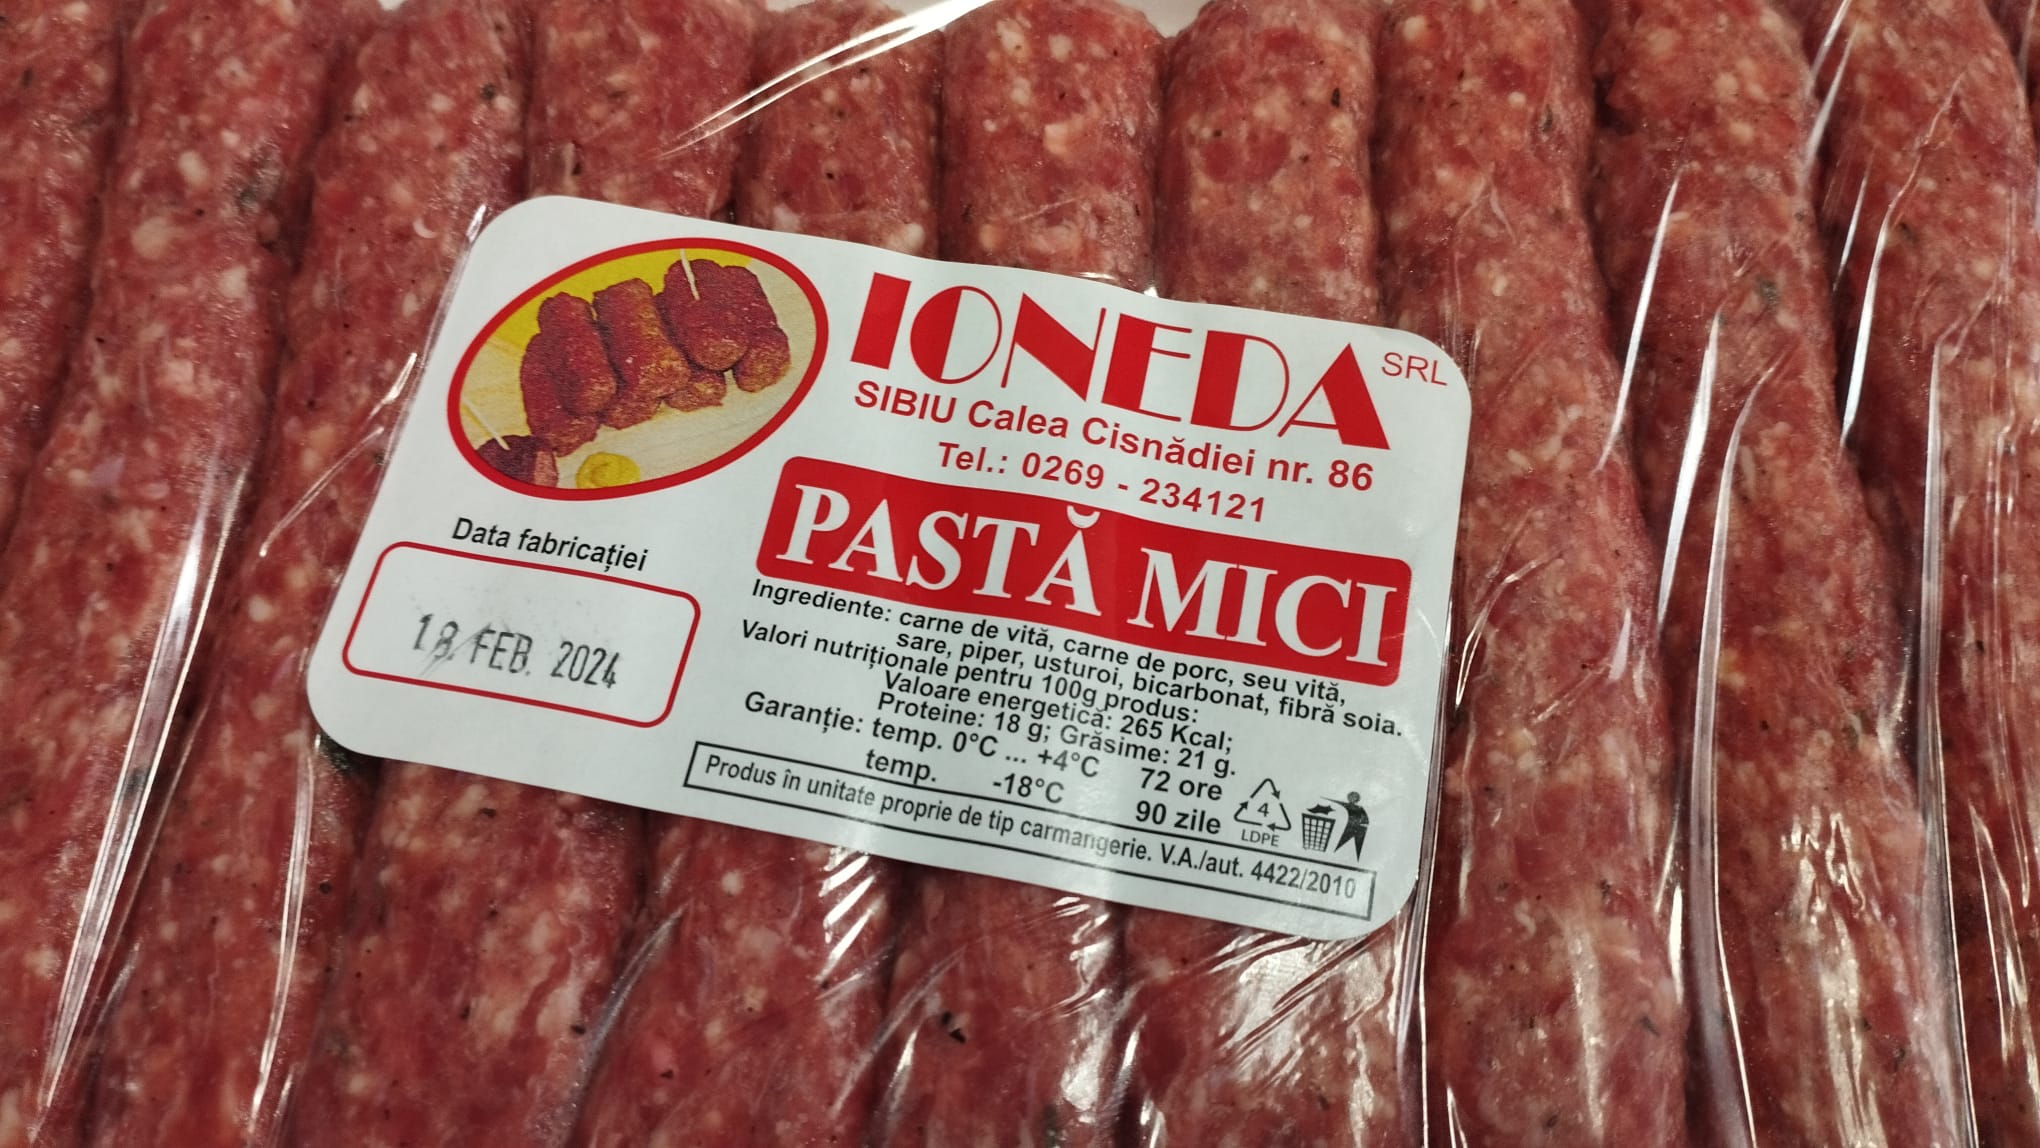 IONEDA SRL
SIBIU Calea Cisnădiei nr. 86
Tel.: 0269 - 234121
PASTĂ MICI
Data fabricației
18. FEB. 2024
Ingrediente: carne de vită, carne de porc, seu vită,
sare, piper, usturoi, bicarbonat, fibră soia.
Valori nutriționale pentru 100g produs:
Valoare energetică: 265 Kcal;
Proteine: 18 g; Grăsime: 21 g.
Garanție: temp. 0°C ... +4°C 72 ore
temp. -18°C 90 zile
4
LDPE
Produs în unitate proprie de tip carmangerie. V.A./aut. 4422/2010